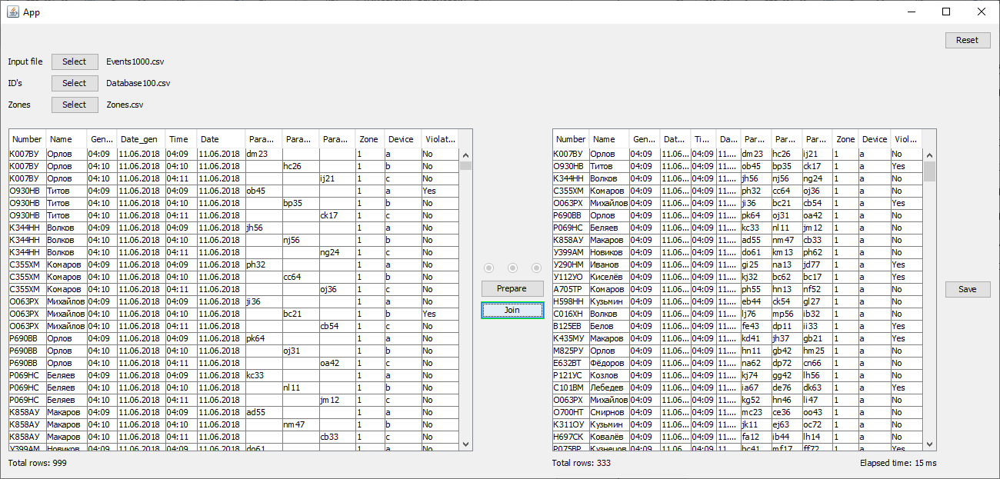 App
Reset
Input file Select Events1000.csv
ID's Select Database100.csv
Zones Select Zones.csv
Number Name Gen... Date_gen Time Date Para... Para... Para... Zone Device Violat...
К007ВУ Орлов 04:09 11.06.2018 04:09 11.06.2018 dm23 1 a No
К007ВУ Орлов 04:10 11.06.2018 04:10 11.06.2018 hc26 1 b No
К007ВУ Орлов 04:10 11.06.2018 04:11 11.06.2018 ij21 1 c No
О930НВ Титов 04:09 11.06.2018 04:09 11.06.2018 ob45 1 a Yes
О930НВ Титов 04:10 11.06.2018 04:10 11.06.2018 bp35 1 b No
О930НВ Титов 04:10 11.06.2018 04:11 11.06.2018 ck17 1 c No
К344НН Волков 04:09 11.06.2018 04:09 11.06.2018 jh56 1 a No
К344НН Волков 04:10 11.06.2018 04:10 11.06.2018 nj56 1 b No
К344НН Волков 04:10 11.06.2018 04:11 11.06.2018 ng24 1 c No
С355ХМ Комаров 04:09 11.06.2018 04:09 11.06.2018 ph32 1 a No
С355ХМ Комаров 04:10 11.06.2018 04:10 11.06.2018 cc64 1 b No
С355ХМ Комаров 04:10 11.06.2018 04:11 11.06.2018 oj36 1 c No
О063РХ Михайлов 04:09 11.06.2018 04:09 11.06.2018 ji36 1 a No
О063РХ Михайлов 04:10 11.06.2018 04:10 11.06.2018 bc21 1 b Yes
О063РХ Михайлов 04:10 11.06.2018 04:11 11.06.2018 cb54 1 c No
Р690ВВ Орлов 04:09 11.06.2018 04:09 11.06.2018 pk64 1 a No
Р690ВВ Орлов 04:10 11.06.2018 04:10 11.06.2018 oj31 1 b No
Р690ВВ Орлов 04:10 11.06.2018 04:11 11.06.2018 oa42 1 c No
Р069НС Беляев 04:09 11.06.2018 04:09 11.06.2018 kc33 1 a No
Р069НС Беляев 04:10 11.06.2018 04:10 11.06.2018 nl11 1 b No
Р069НС Беляев 04:10 11.06.2018 04:11 11.06.2018 jm12 1 c No
К858АУ Макаров 04:09 11.06.2018 04:09 11.06.2018 ad55 1 a No
К858АУ Макаров 04:10 11.06.2018 04:10 11.06.2018 nm47 1 b No
К858АУ Макаров 04:10 11.06.2018 04:11 11.06.2018 cb33 1 c No
У399АМ Новиков 04:09 11.06.2018 04:09 11.06.2018 do61 1 a No
Total rows: 999
Prepare
Join
Number Name Gen... Dat... Ti... Da... Par... Par... Par... Zone Device Viol...
К007ВУ Орлов 04:09 11.06... 04:09 11.... dm23 hc26 ij21 1 a No
О930НВ Титов 04:09 11.06... 04:09 11.... ob45 bp35 ck17 1 a Yes
К344НН Волков 04:09 11.06... 04:09 11.... jh56 nj56 ng24 1 a No
С355ХМ Комаров 04:09 11.06... 04:09 11.... ph32 cc64 oj36 1 a No
О063РХ Михайлов 04:09 11.06... 04:09 11.... ji36 bc21 cb54 1 a Yes
Р690ВВ Орлов 04:09 11.06... 04:09 11.... pk64 oj31 oa42 1 a No
Р069НС Беляев 04:09 11.06... 04:09 11.... kc33 nl11 jm12 1 a No
К858АУ Макаров 04:09 11.06... 04:09 11.... ad55 nm47 cb33 1 a No
У399АМ Новиков 04:09 11.06... 04:09 11.... do61 km13 ph62 1 a No
У290НМ Иванов 04:09 11.06... 04:09 11.... gi25 na13 jd77 1 a Yes
У112УО Киселёв 04:09 11.06... 04:09 11.... kj32 bc62 bc17 1 a Yes
А705ТР Комаров 04:09 11.06... 04:09 11.... ph55 hn13 nf52 1 a No
Н598НН Кузьмин 04:09 11.06... 04:09 11.... eb44 ck54 gl27 1 a Yes
С016ХН Волков 04:09 11.06... 04:09 11.... lj76 mp56 ib32 1 a No
В125ЕВ Белов 04:09 11.06... 04:09 11.... fe43 dp11 ii33 1 a Yes
К435МУ Макаров 04:09 11.06... 04:09 11.... kd41 jh37 gb21 1 a Yes
М825РУ Орлов 04:09 11.06... 04:09 11.... hn11 gb42 hm25 1 a No
Е632ВТ Фёдоров 04:09 11.06... 04:09 11.... na62 dp72 cn66 1 a No
Р121УС Козлов 04:09 11.06... 04:09 11.... kj74 gg42 lh56 1 a No
С101ВМ Лебедев 04:09 11.06... 04:09 11.... ia67 de76 dk63 1 a Yes
О063РХ Михайлов 04:09 11.06... 04:09 11.... kg52 hn46 li47 1 a No
О700НТ Смирнов 04:09 11.06... 04:09 11.... mc23 ce36 oo43 1 a No
К311ОУ Кузьмин 04:09 11.06... 04:09 11.... jk11 ej63 oc72 1 a No
Н697СК Ковалёв 04:09 11.06... 04:09 11.... fa12 ib44 lh14 1 a No
Р075ВР Кузнецов 04:09 11.06... 04:09 11.... mf17 ff72 1 a Yes
Total rows: 333
Elapsed time: 15 ms
Save